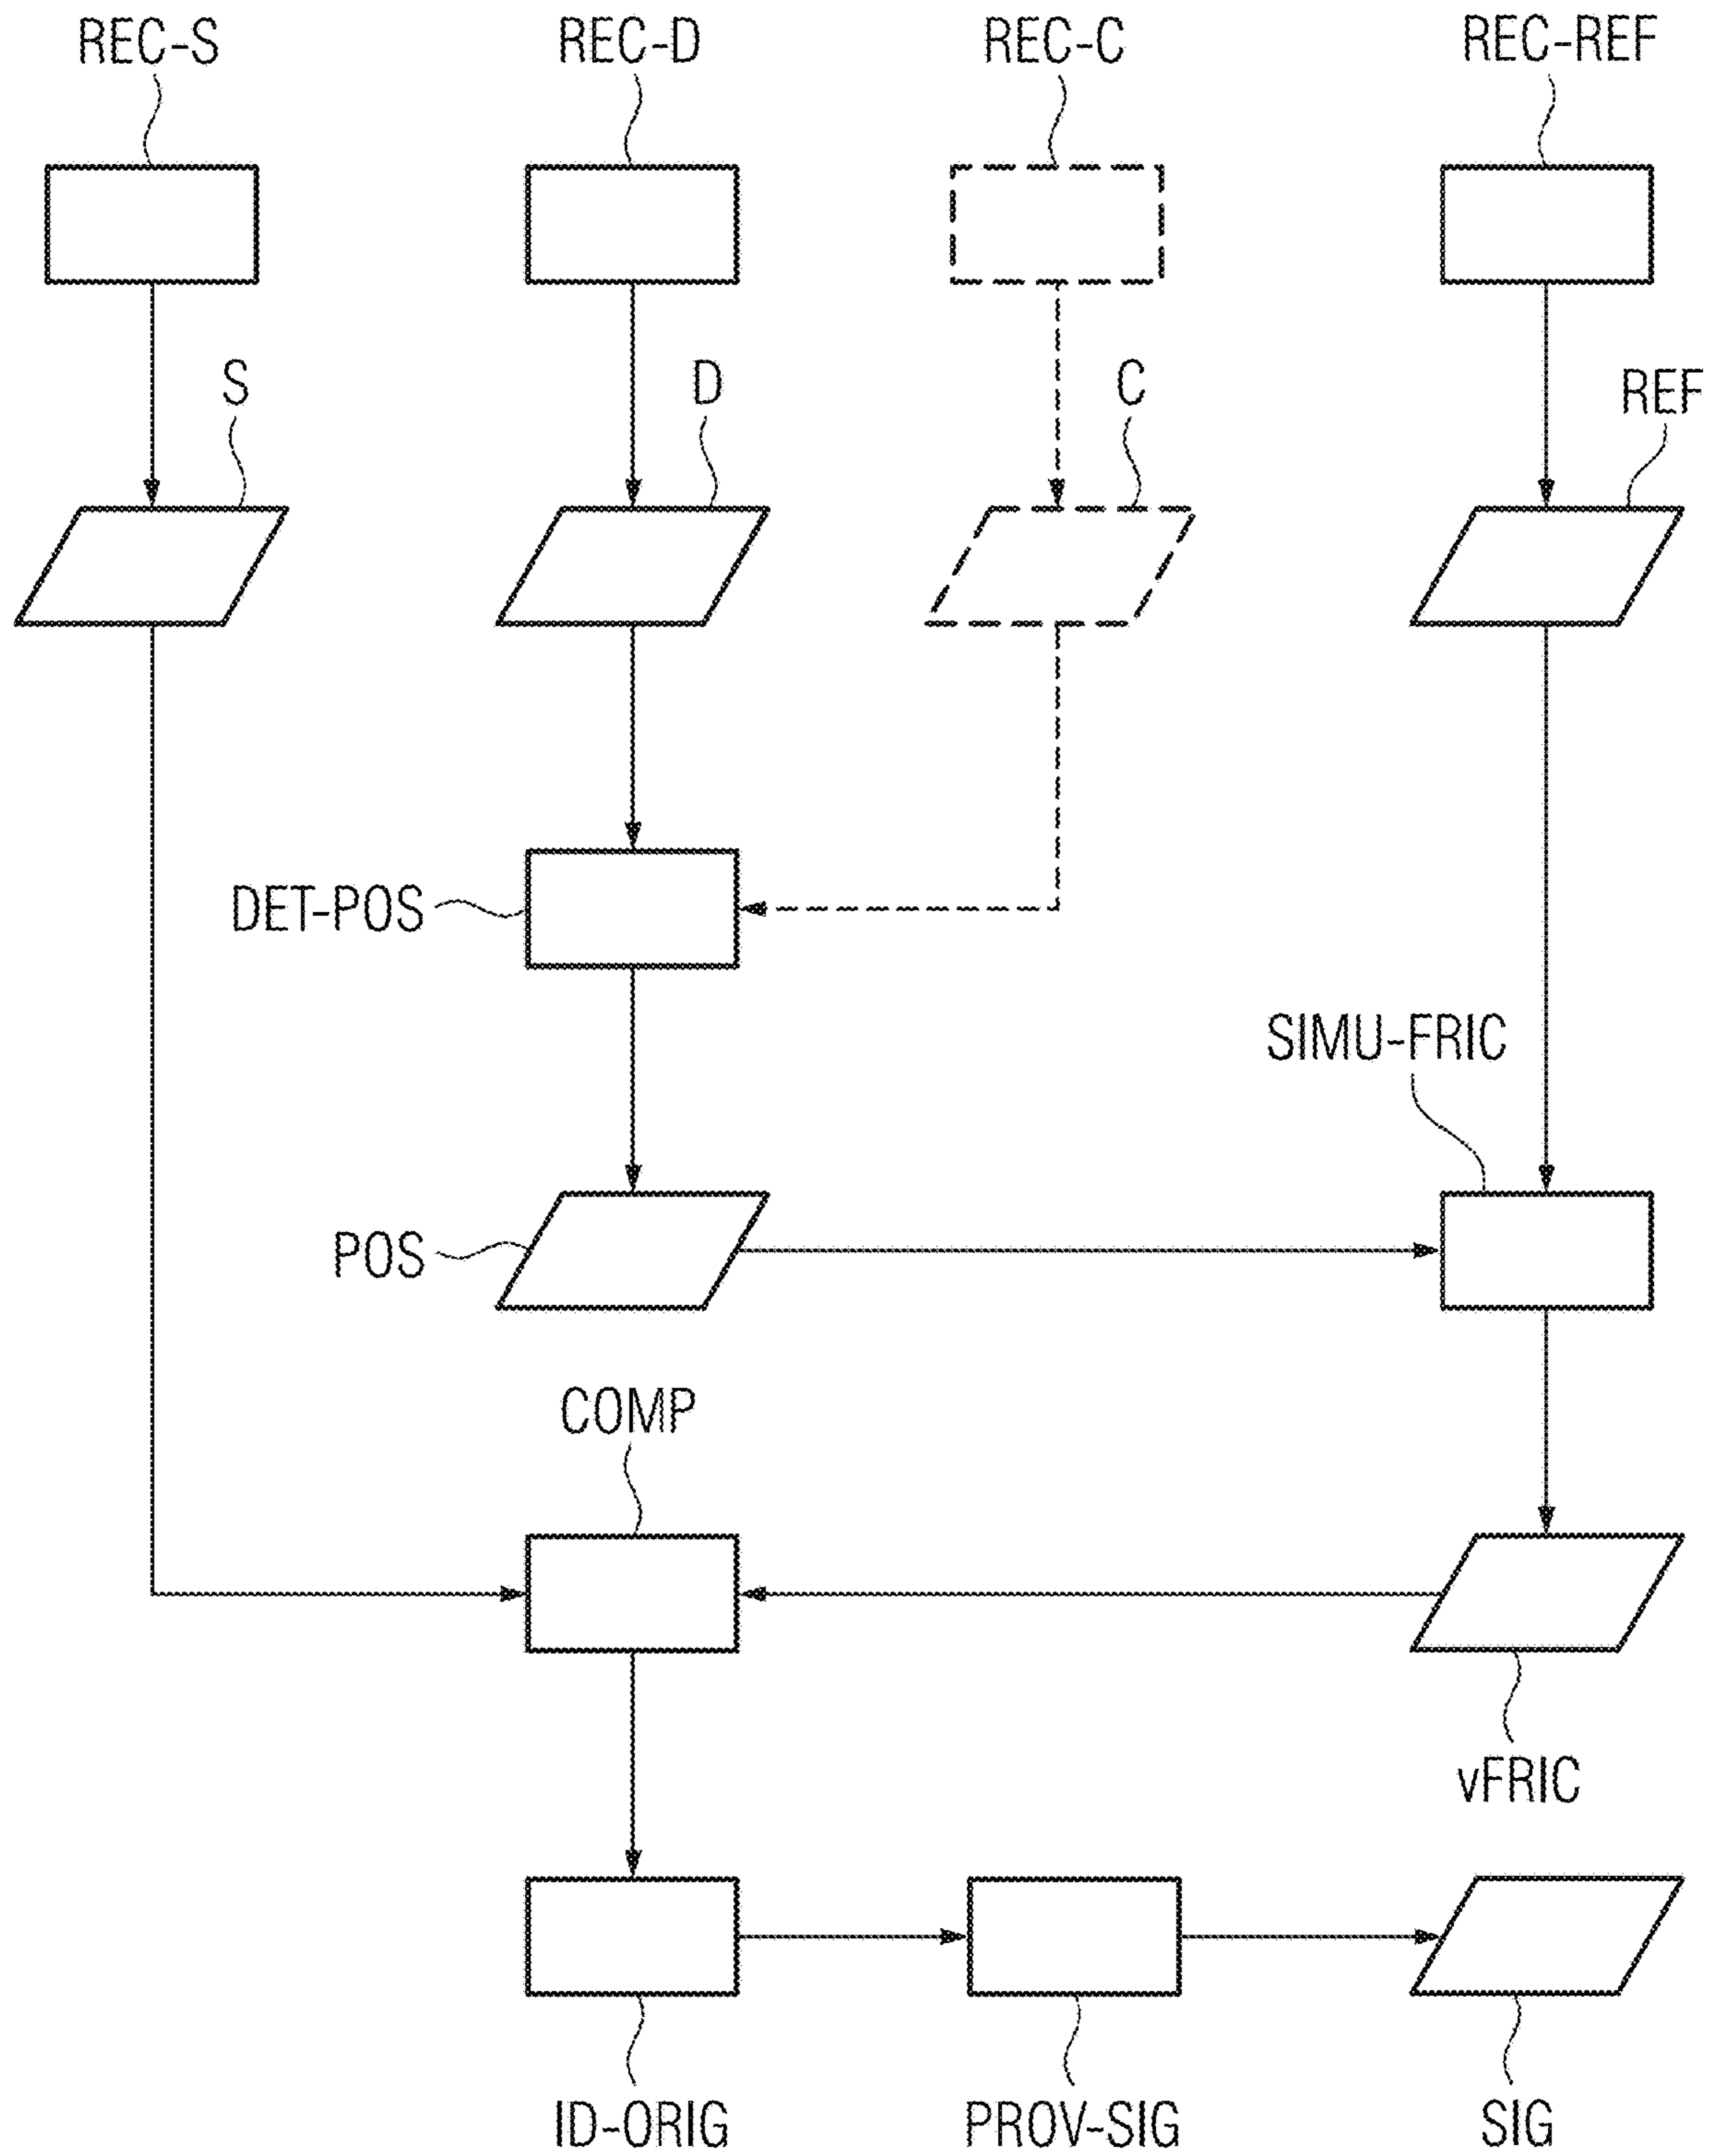 REC-S
REC-D
REC-C
REC-REF
S
D
C
REF
DET-POS
SIMU-FRIC
POS
COMP
vFRIC
ID-ORIG
PROV-SIG
SIG